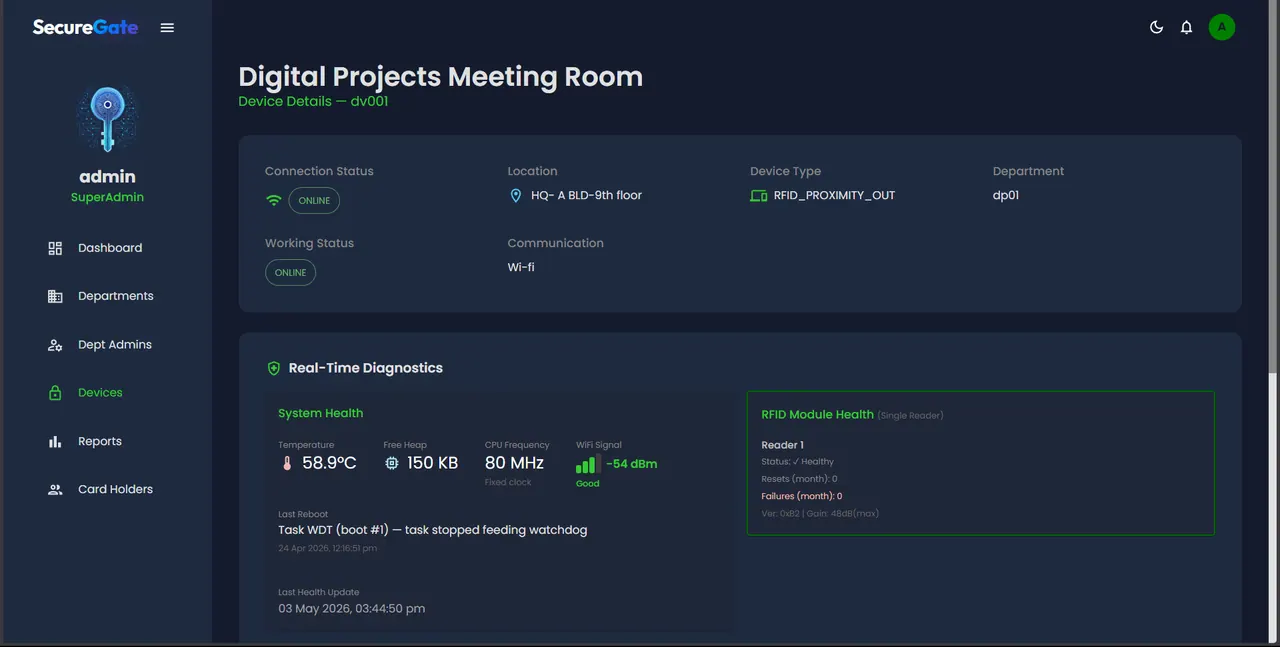 SecureGate
A
admin
SuperAdmin
Dashboard
Departments
Dept Admins
Devices
Reports
Card Holders
Digital Projects Meeting Room
Device Details — dv001
Connection Status
ONLINE
Location
HQ- A BLD-9th floor
Device Type
RFID_PROXIMITY_OUT
Department
dp01
Working Status
ONLINE
Communication
Wi-fi
Real-Time Diagnostics
System Health
Temperature
58.9°C
Free Heap
150 KB
CPU Frequency
80 MHz
Fixed clock
WiFi Signal
-54 dBm
Good
Last Reboot
Task WDT (boot #1) — task stopped feeding watchdog
24 Apr 2026, 12:16:51 pm
Last Health Update
03 May 2026, 03:44:50 pm
RFID Module Health (Single Reader)
Reader 1
Status: ✓ Healthy
Resets (month): 0
Failures (month): 0
Ver: 0xB2 | Gain: 48dB(max)